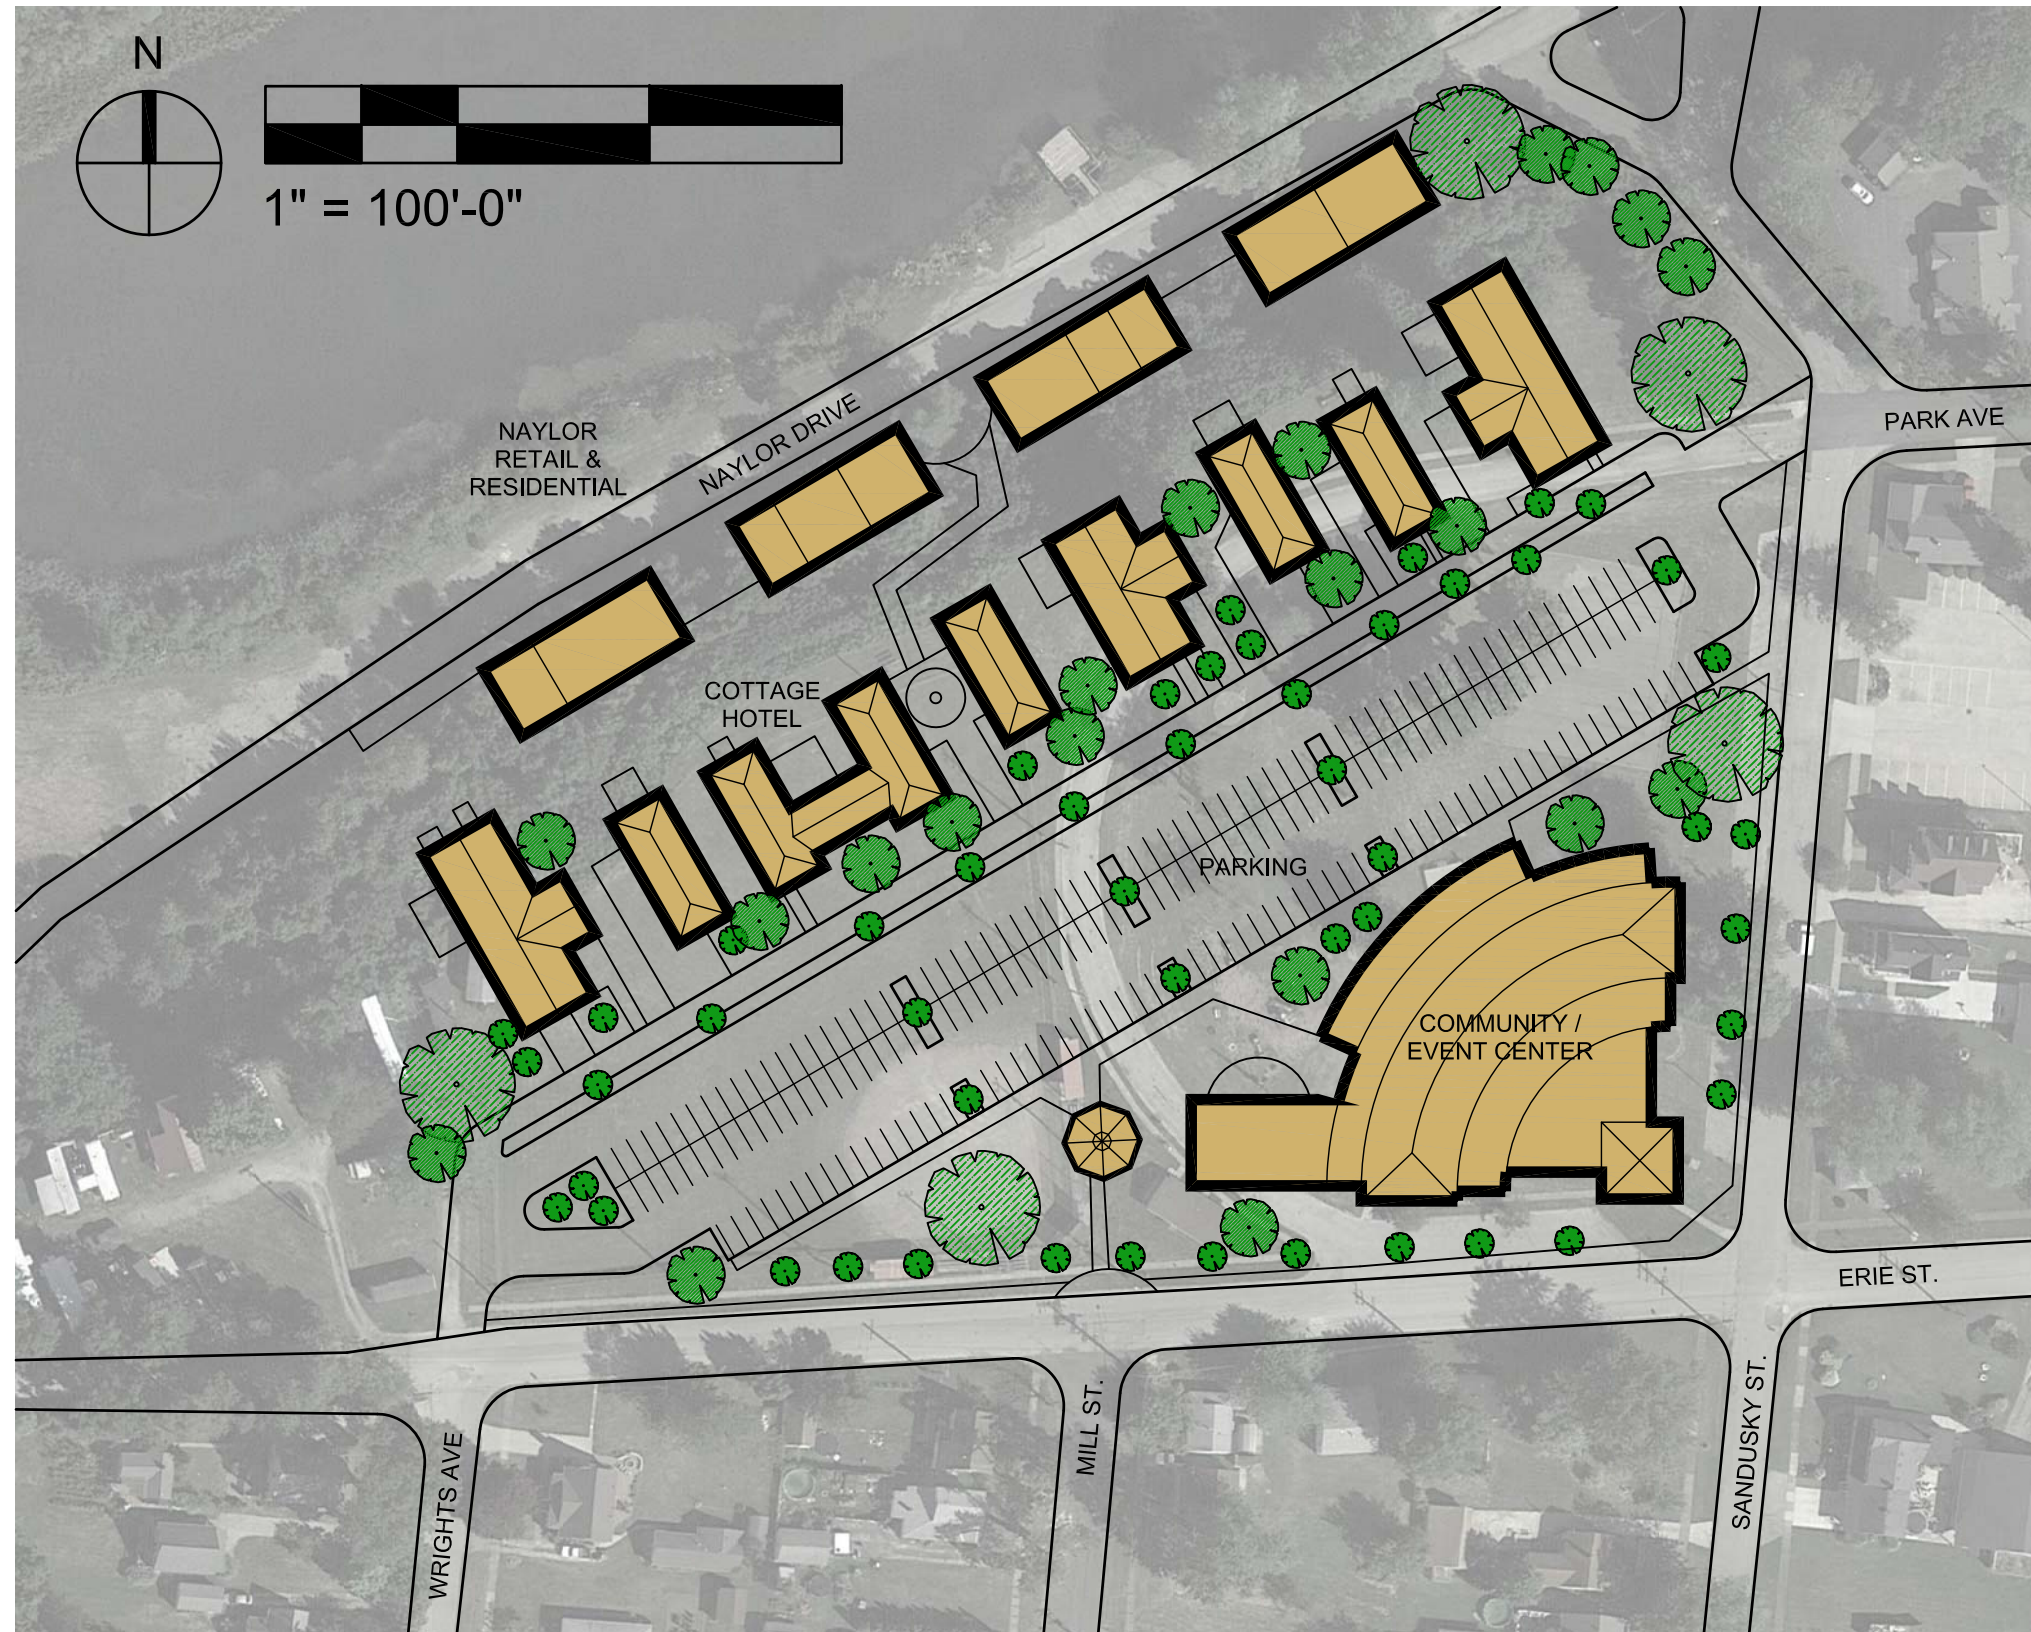 N
1" = 100'-0"
NAYLOR
RETAIL &
RESIDENTIAL
NAYLOR DRIVE
PARK AVE
COTTAGE
HOTEL
PARKING
COMMUNITY /
EVENT CENTER
ERIE ST.
WRIGHTS AVE
MILL ST.
SANDUSKY ST.